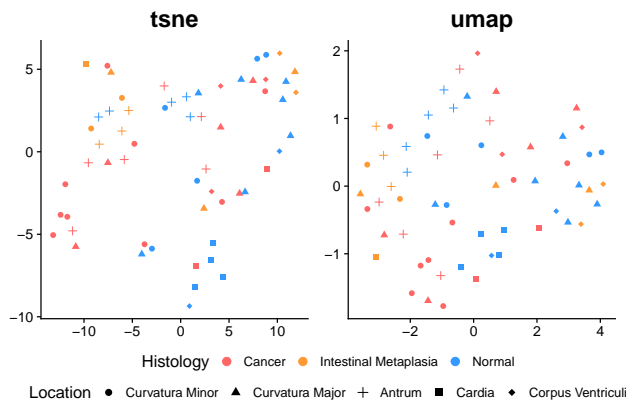 tsne umap
5
0
−5
−10
−10 −5 0 5 10
2
1
0
−1
−2 0 2 4
Histology Cancer Intestinal Metaplasia Normal
Location Curvatura Minor Curvatura Major Antrum Cardia Corpus Ventriculi